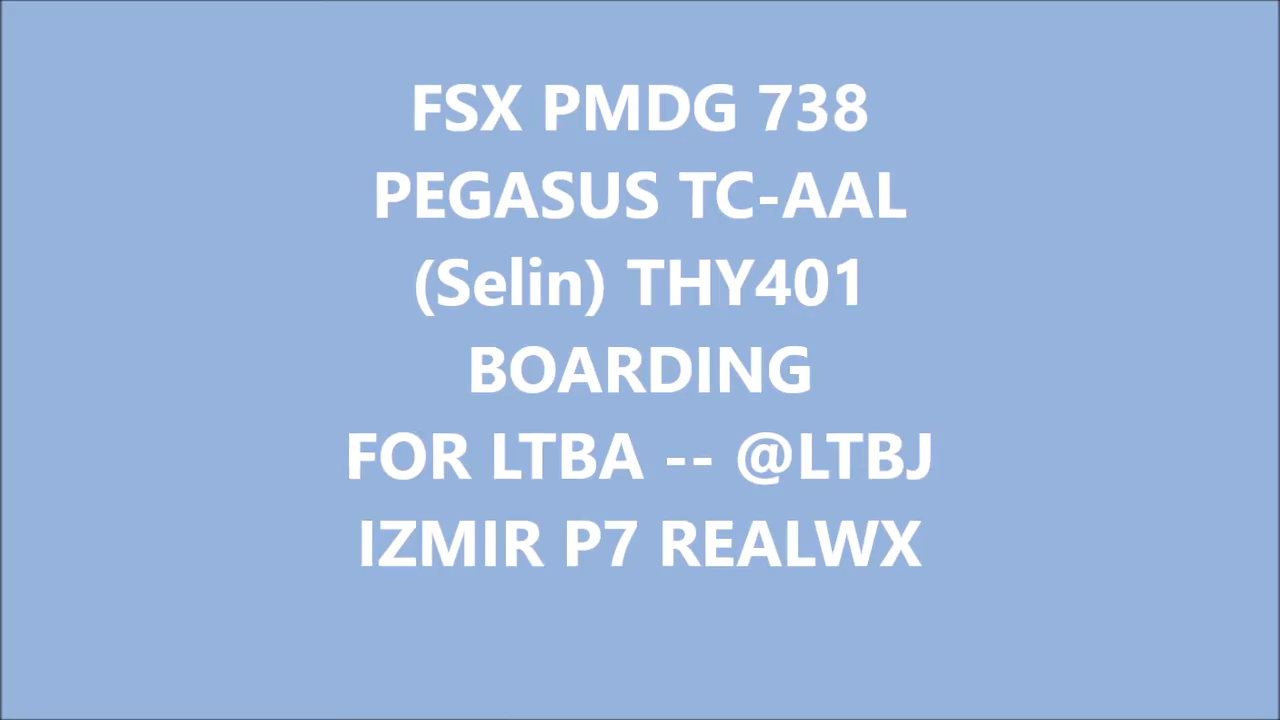 FSX PMDG 738
PEGASUS TC-AAL
(Selin) THY401
BOARDING
FOR LTBA -- @LTBJ
IZMIR P7 REALWX